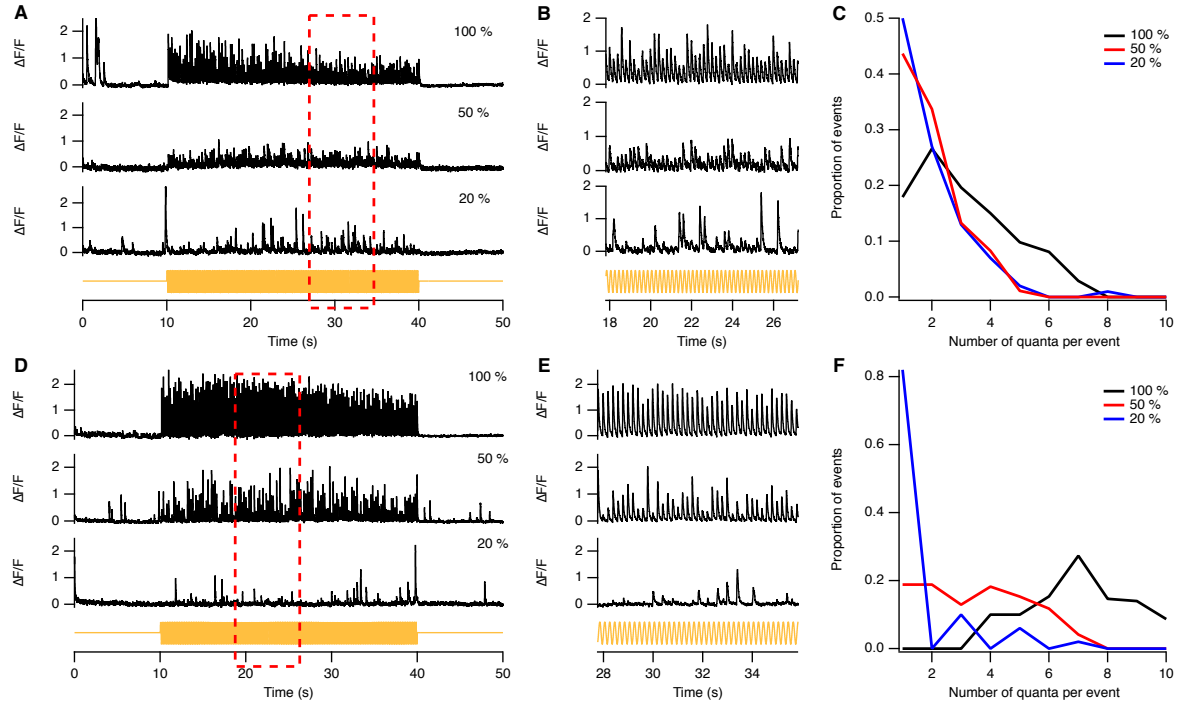 A
ΔF/F
2
1
0
100 %
ΔF/F
2
1
0
50 %
ΔF/F
2
1
0
20 %
0 10 20 30 40 50
Time (s)
B
ΔF/F
2
1
0
ΔF/F
2
1
0
ΔF/F
2
1
0
18 20 22 24 26
Time (s)
C
Proportion of events
0.5
0.4
0.3
0.2
0.1
0.0
100 %
50 %
20 %
2 4 6 8 10
Number of quanta per event
D
ΔF/F
2
1
0
100 %
ΔF/F
2
1
0
50 %
ΔF/F
2
1
0
20 %
0 10 20 30 40 50
Time (s)
E
ΔF/F
2
1
0
ΔF/F
2
1
0
ΔF/F
2
1
0
28 30 32 34
Time (s)
F
Proportion of events
0.8
0.6
0.4
0.2
0.0
100 %
50 %
20 %
2 4 6 8 10
Number of quanta per event